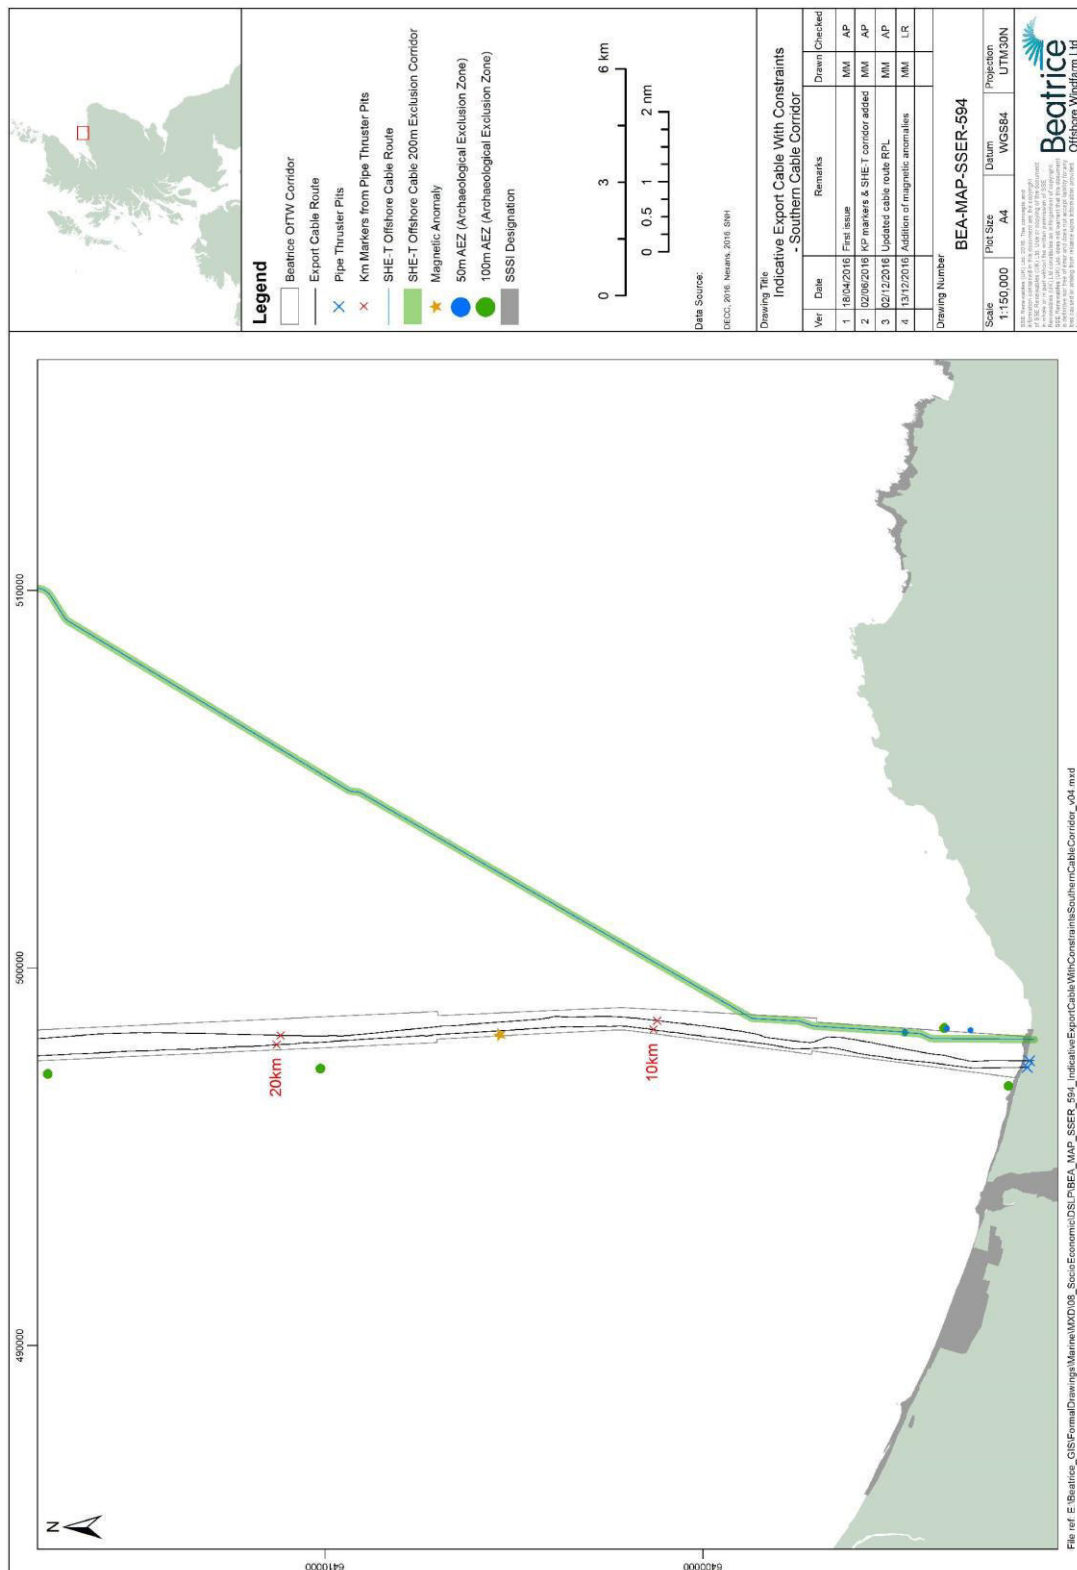 Legend
Beatrice OfTW Corridor
Export Cable Route
Pipe Thruster Pits
Km Markers from Pipe Thruster Pits
SHE-T Offshore Cable Route
SHE-T Offshore Cable 200m Exclusion Corridor
Magnetic Anomaly
50m AEZ (Archaeological Exclusion Zone)
100m AEZ (Archaeological Exclusion Zone)
SSSI Designation
0 3 6 km
0 0.5 1 2 nm
Data Source:
DECC, 2016. Nexans, 2016. SNH
Drawing Title
Indicative Export Cable With Constraints
- Southern Cable Corridor
Ver Date Remarks Drawn Checked
1 18/04/2016 First issue MM AP
2 02/06/2016 KP markers & SHE-T corridor added MM AP
3 02/12/2016 Updated cable route RPL MM AP
4 13/12/2016 Addition of magnetic anomalies MM LR
Drawing Number
BEA-MAP-SSER-594
Scale Plot Size Datum Projection
1:150,000 A4 WGS84 UTM30N
Beatrice
Offshore Windfarm Ltd
490000
500000
510000
6410000
6400000
N
20km
10km
File ref: E:\Beatrice_GIS\FormalDrawings\Marine\MXD\08_SocioEconomic\DSLP\BEA_MAP_SSER_594_IndicativeExportCableWithConstraintsSouthernCableCorridor_v04.mxd